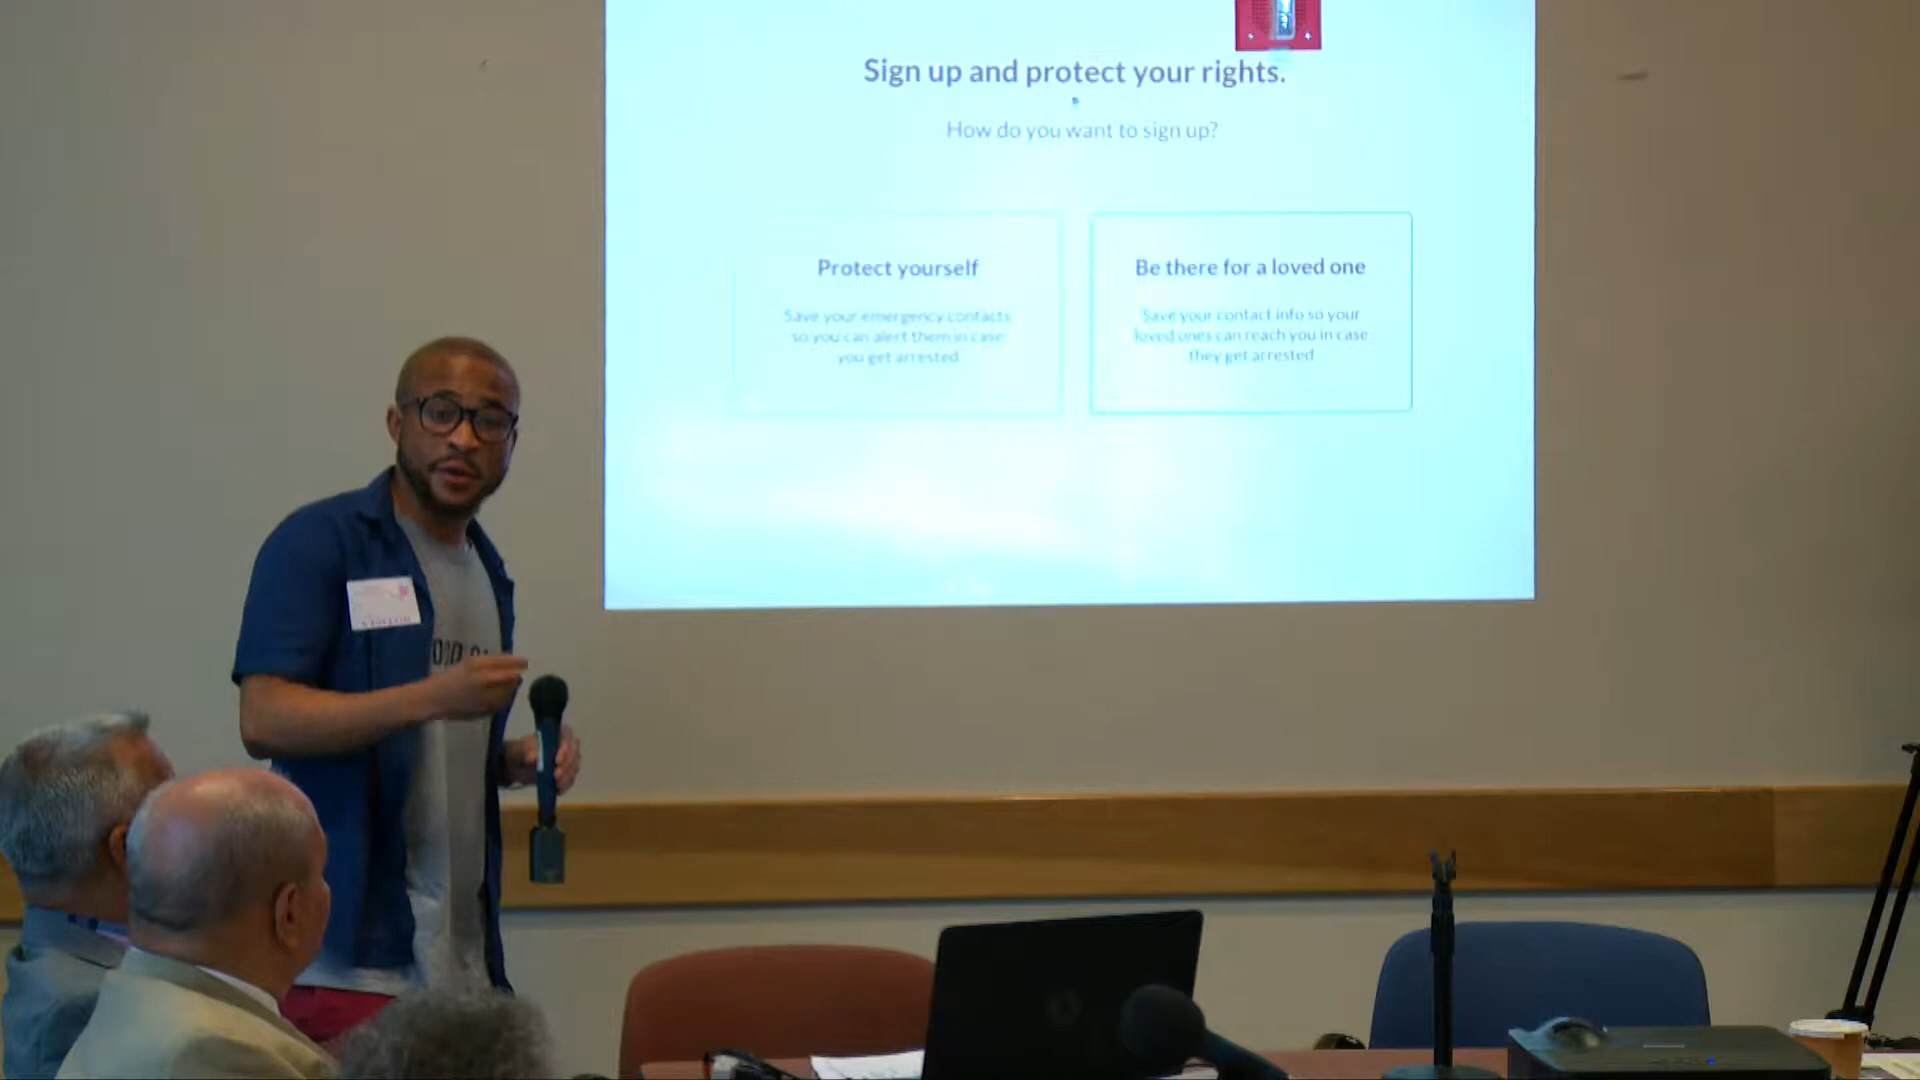 Sign up and protect your rights.
How do you want to sign up?
Protect yourself
Save your emergency contacts
so you can alert them in case
you get arrested
Be there for a loved one
Save your contact info so your
loved ones can reach you in case
they get arrested